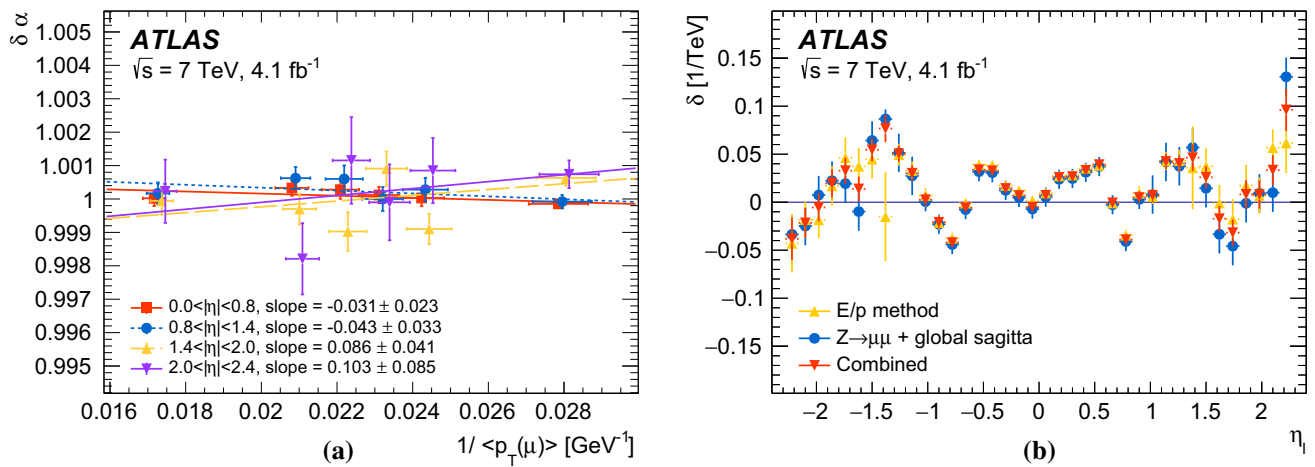 δ α
1.005
1.004
1.003
1.002
1.001
1
0.999
0.998
0.997
0.996
0.995
ATLAS
√s = 7 TeV, 4.1 fb⁻¹
0.0<|η|<0.8, slope = -0.031 ± 0.023
0.8<|η|<1.4, slope = -0.043 ± 0.033
1.4<|η|<2.0, slope = 0.086 ± 0.041
2.0<|η|<2.4, slope = 0.103 ± 0.085
0.016 0.018 0.02 0.022 0.024 0.026 0.028
1/ <p_T(μ)> [GeV⁻¹]
(a)
δ [1/TeV]
0.15
0.1
0.05
0
−0.05
−0.1
−0.15
ATLAS
√s = 7 TeV, 4.1 fb⁻¹
E/p method
Z→μμ + global sagitta
Combined
−2 −1.5 −1 −0.5 0 0.5 1 1.5 2
η_l
(b)